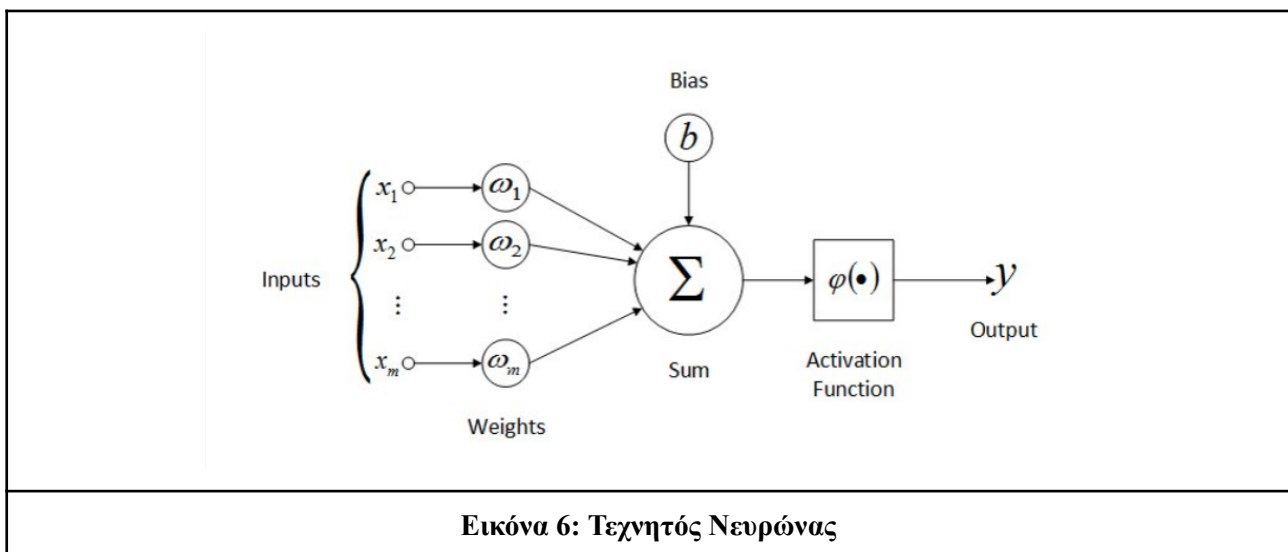 Bias
b
x₁ ω₁
x₂ ω₂
Inputs
Σ φ(•) y
⋮ ⋮
Output
xₘ ωₘ
Sum
Activation
Function
Weights
Εικόνα 6: Τεχνητός Νευρώνας